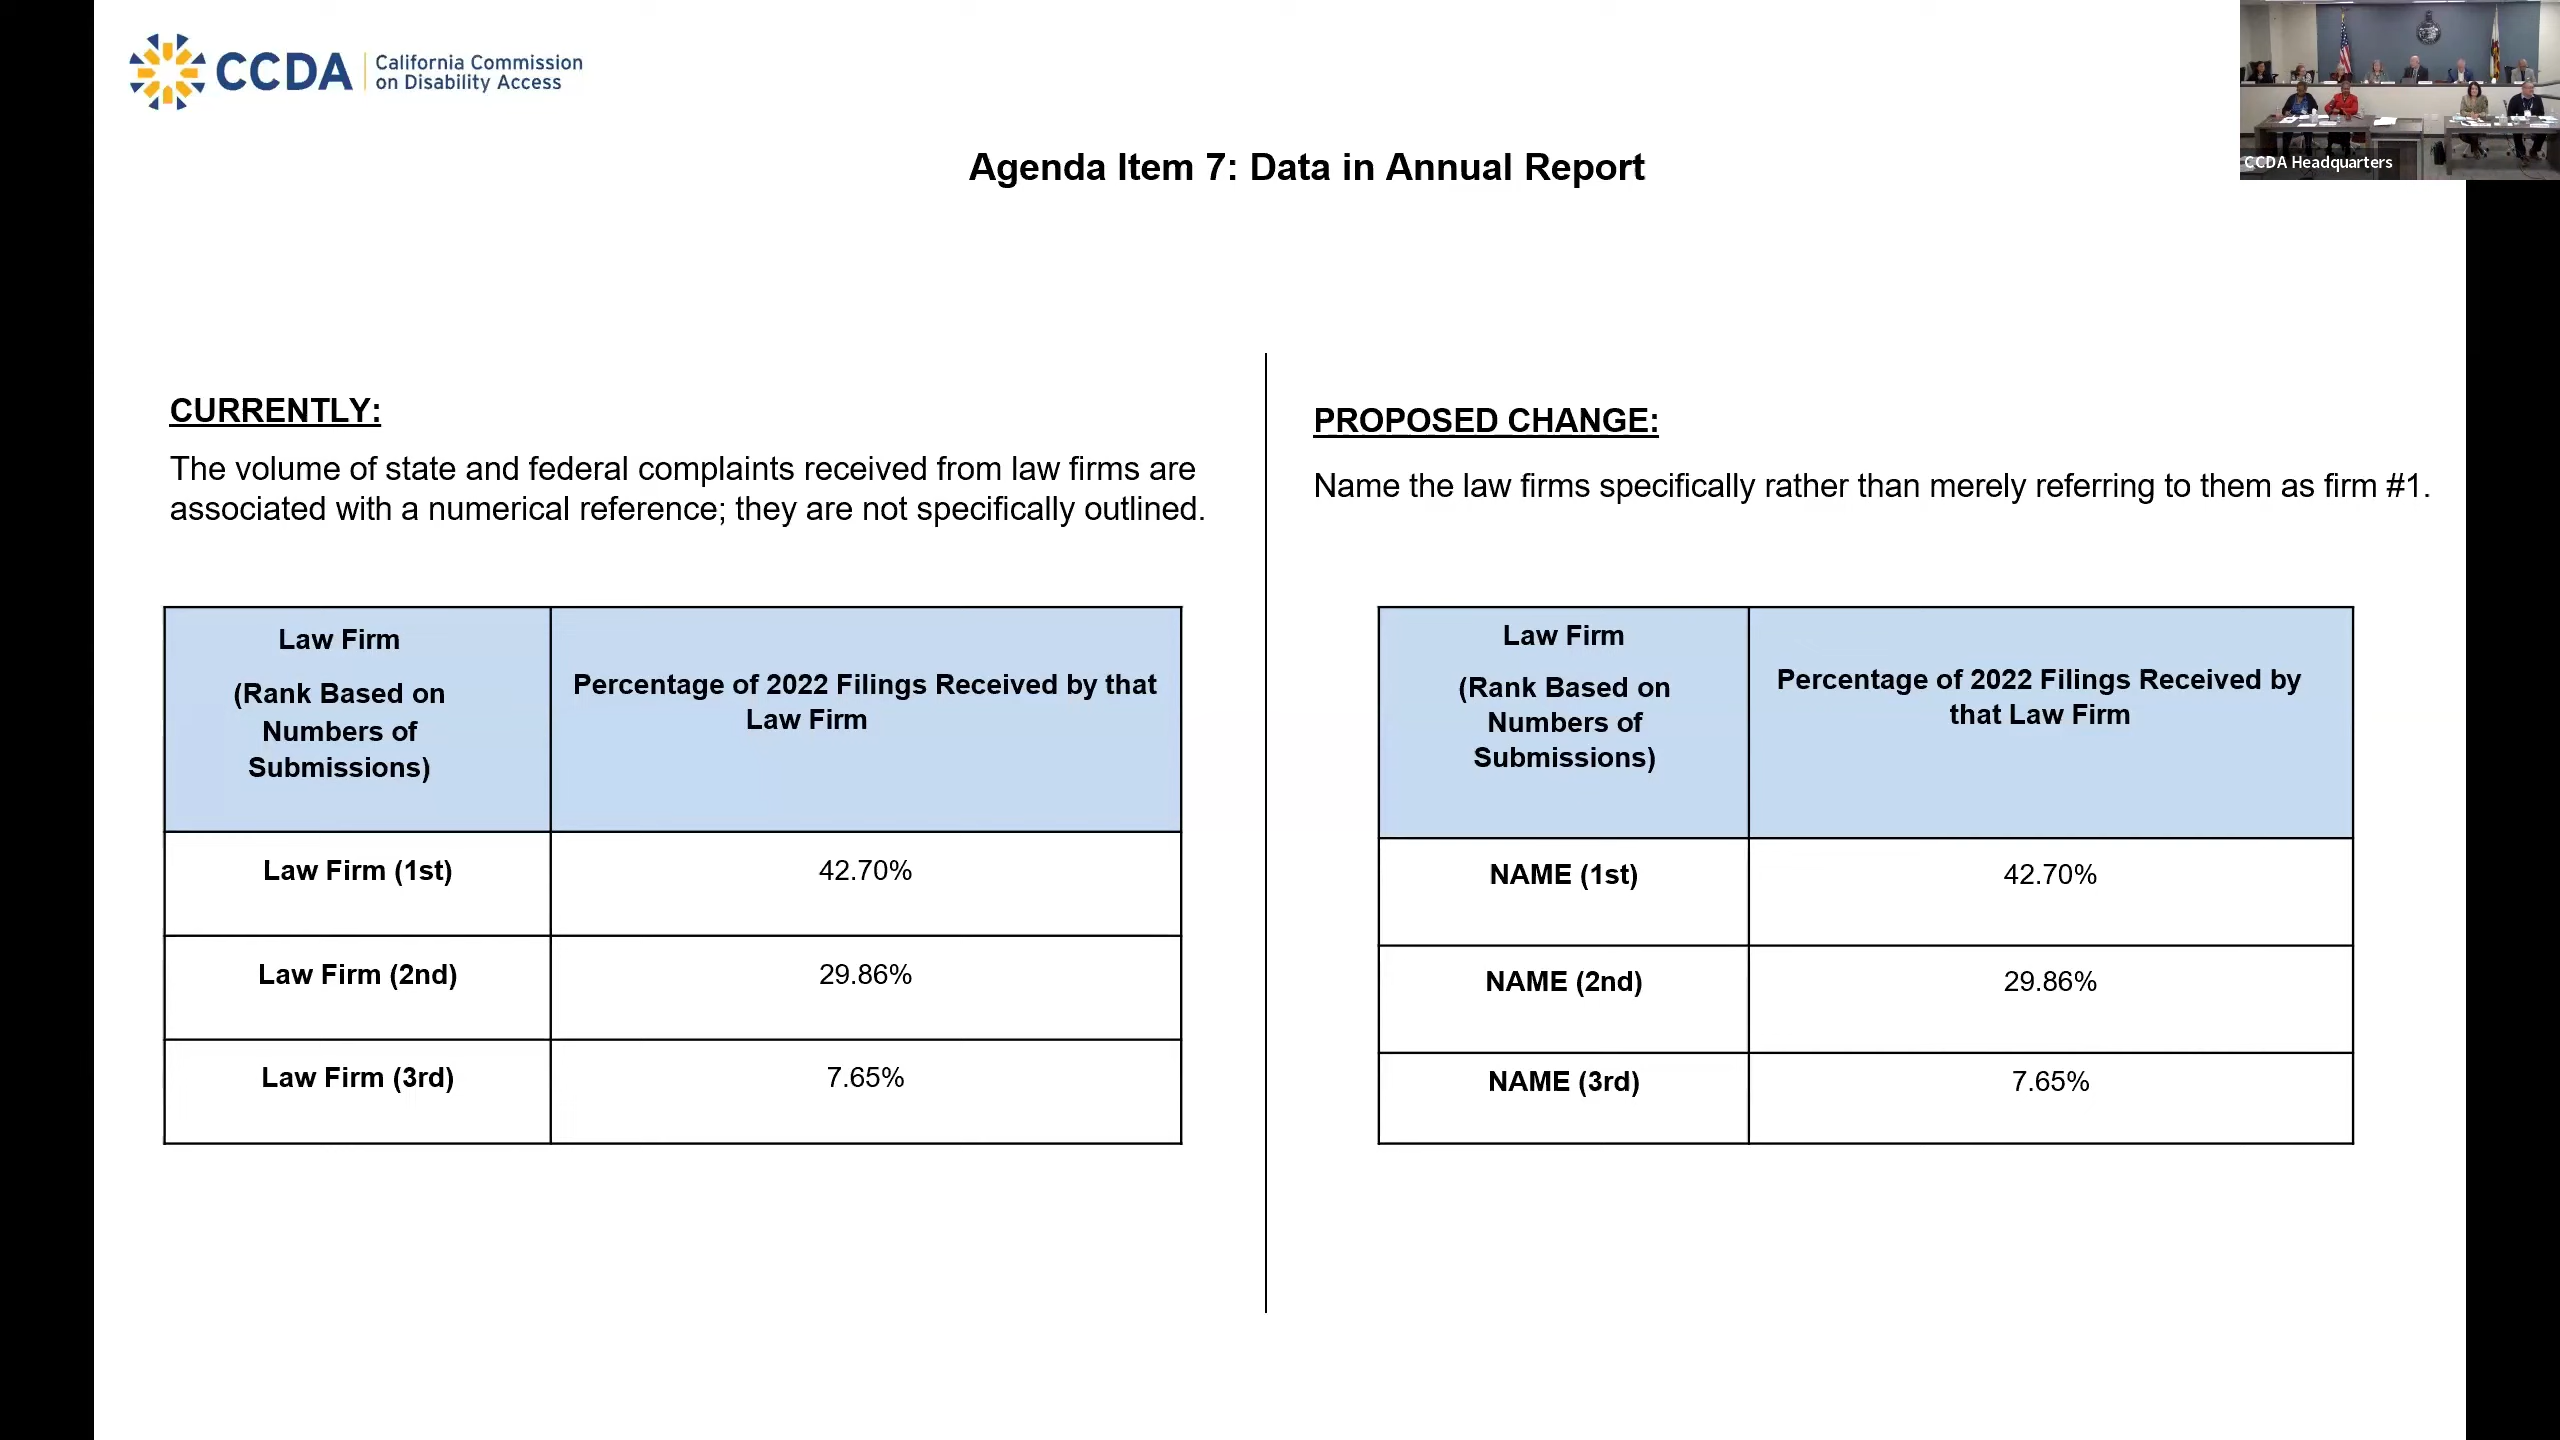 CCDA
California Commission
on Disability Access
CCDA Headquarters
Agenda Item 7: Data in Annual Report
CURRENTLY:
The volume of state and federal complaints received from law firms are
associated with a numerical reference; they are not specifically outlined.
Law Firm
(Rank Based on
Numbers of
Submissions)
Percentage of 2022 Filings Received by that
Law Firm
Law Firm (1st)
42.70%
Law Firm (2nd)
29.86%
Law Firm (3rd)
7.65%
PROPOSED CHANGE:
Name the law firms specifically rather than merely referring to them as firm #1.
Law Firm
(Rank Based on
Numbers of
Submissions)
Percentage of 2022 Filings Received by
that Law Firm
NAME (1st)
42.70%
NAME (2nd)
29.86%
NAME (3rd)
7.65%